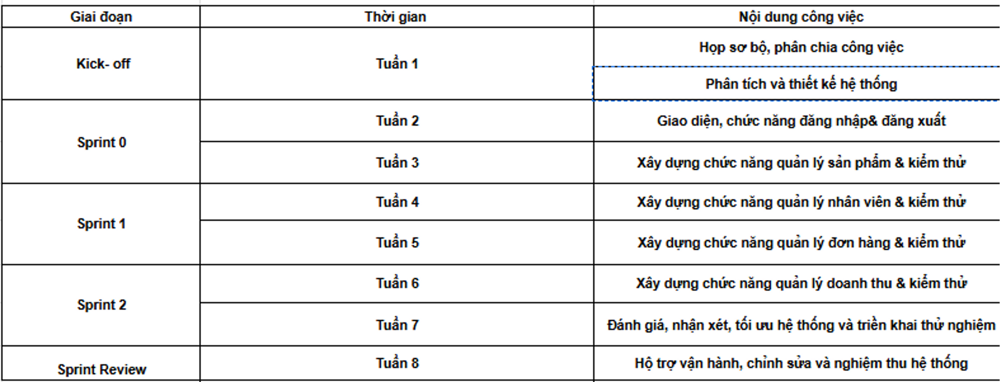 Giai đoạn	Thời gian	Nội dung công việc
Kick- off	Tuần 1	Họp sơ bộ, phân chia công việc
Phân tích và thiết kế hệ thống
Sprint 0	Tuần 2	Giao diện, chức năng đăng nhập& đăng xuất
Tuần 3	Xây dựng chức năng quản lý sản phẩm & kiểm thử
Sprint 1	Tuần 4	Xây dựng chức năng quản lý nhân viên & kiểm thử
Tuần 5	Xây dựng chức năng quản lý đơn hàng & kiểm thử
Sprint 2	Tuần 6	Xây dựng chức năng quản lý doanh thu & kiểm thử
Tuần 7	Đánh giá, nhận xét, tối ưu hệ thống và triền khai thử nghiệm
Sprint Review	Tuần 8	Hộ trợ vận hành, chỉnh sửa và nghiệm thu hệ thống